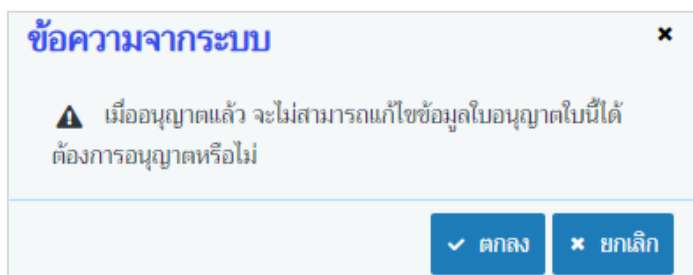 ข้อความจากระบบ
เมื่ออนุญาตแล้ว จะไม่สามารถแก้ไขข้อมูลใบอนุญาตใบนี้ได้
ต้องการอนุญาตหรือไม่
ตกลง
ยกเลิก